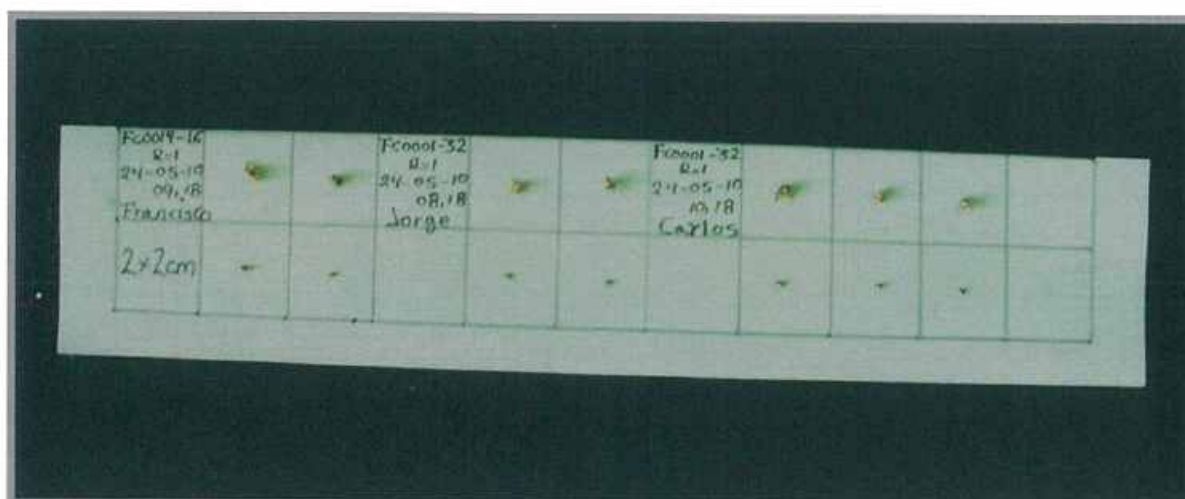 Fc0014-16
R=1
24-05-10
09,18
Francisco
2x2cm
Fc0001-32
R=1
24-05-10
08,18
Jorge
Fc0001-32
R=1
24-05-10
10,18
Carlos